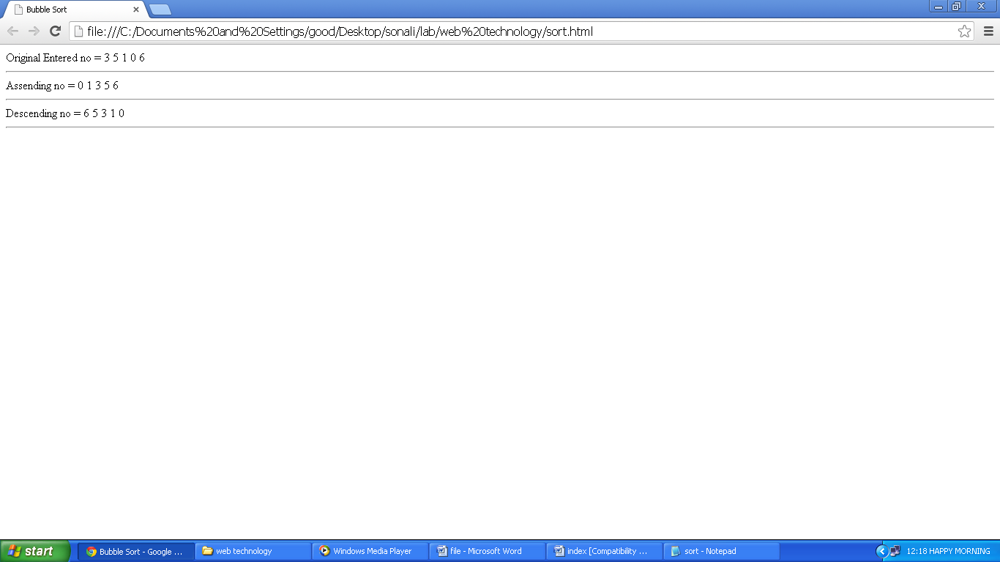 Bubble Sort
file:///C:/Documents%20and%20Settings/good/Desktop/sonali/lab/web%20technology/sort.html
Original Entered no = 3 5 1 0 6
Assending no = 0 1 3 5 6
Descending no = 6 5 3 1 0
start Bubble Sort - Google ... web technology Windows Media Player file - Microsoft Word index [Compatibility ... sort - Notepad 12:18 HAPPY MORNING